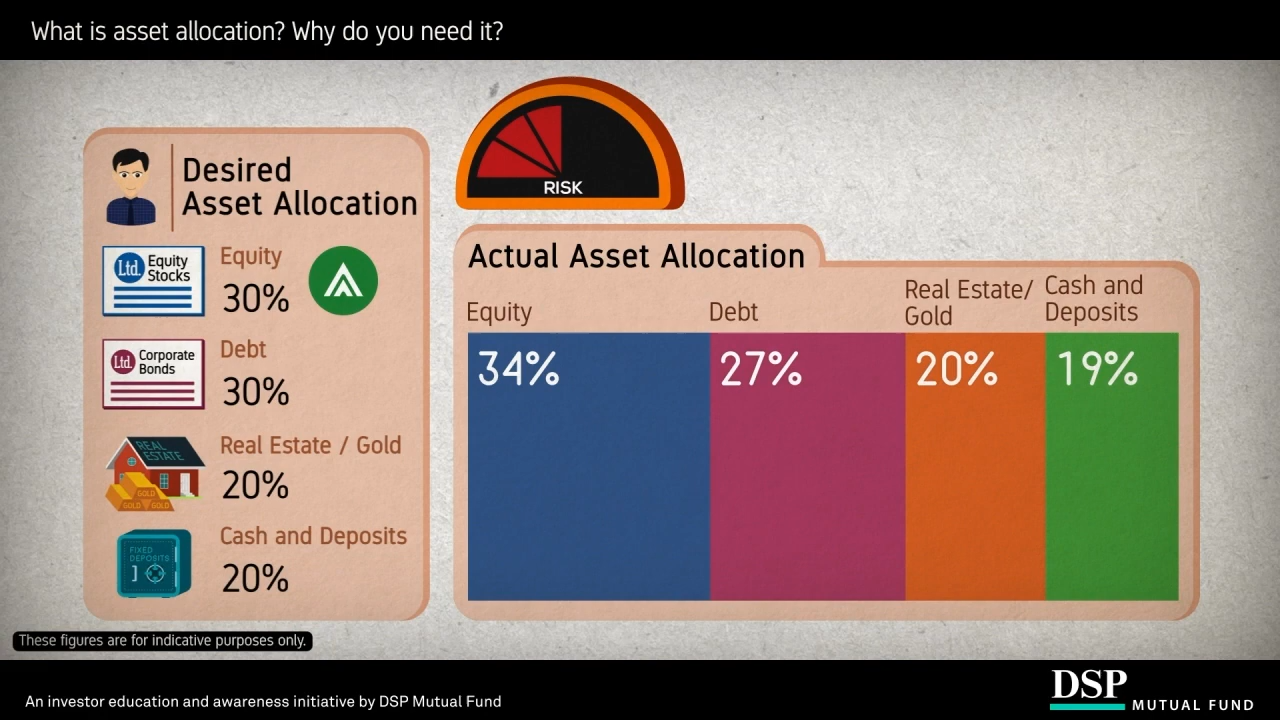 What is asset allocation? Why do you need it?
Desired
Asset Allocation
Ltd.
Equity
Stocks
Equity
30%
Ltd.
Corporate
Bonds
Debt
30%
REAL
ESTATE
GOLD
GOLD GOLD
Real Estate / Gold
20%
FIXED
DEPOSITS
Cash and Deposits
20%
RISK
Actual Asset Allocation
Equity
Debt
Real Estate/
Gold
Cash and
Deposits
34%
27%
20%
19%
These figures are for indicative purposes only.
An investor education and awareness initiative by DSP Mutual Fund
DSP
MUTUAL FUND